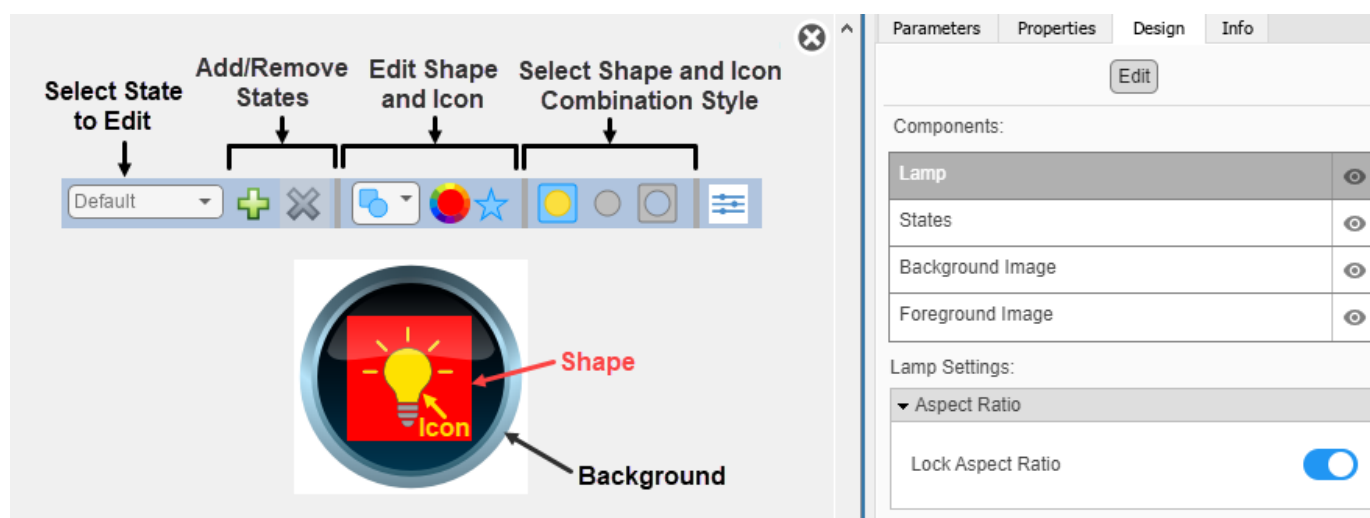 Select State
to Edit
Add/Remove
States
Edit Shape
and Icon
Select Shape and Icon
Combination Style
Default
Shape
Icon
Background
Parameters Properties Design Info
Edit
Components:
Lamp
States
Background Image
Foreground Image
Lamp Settings:
Aspect Ratio
Lock Aspect Ratio